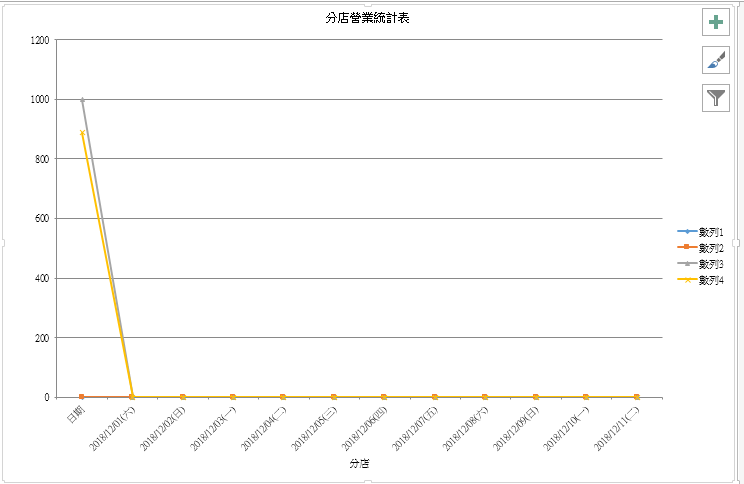 分店營業統計表
1200
1000
800
600
400
200
0
日期
2018/12/01(六)
2018/12/02(日)
2018/12/03(一)
2018/12/04(二)
2018/12/05(三)
2018/12/06(四)
2018/12/07(五)
2018/12/08(六)
2018/12/09(日)
2018/12/10(一)
2018/12/11(二)
分店
數列1
數列2
數列3
數列4